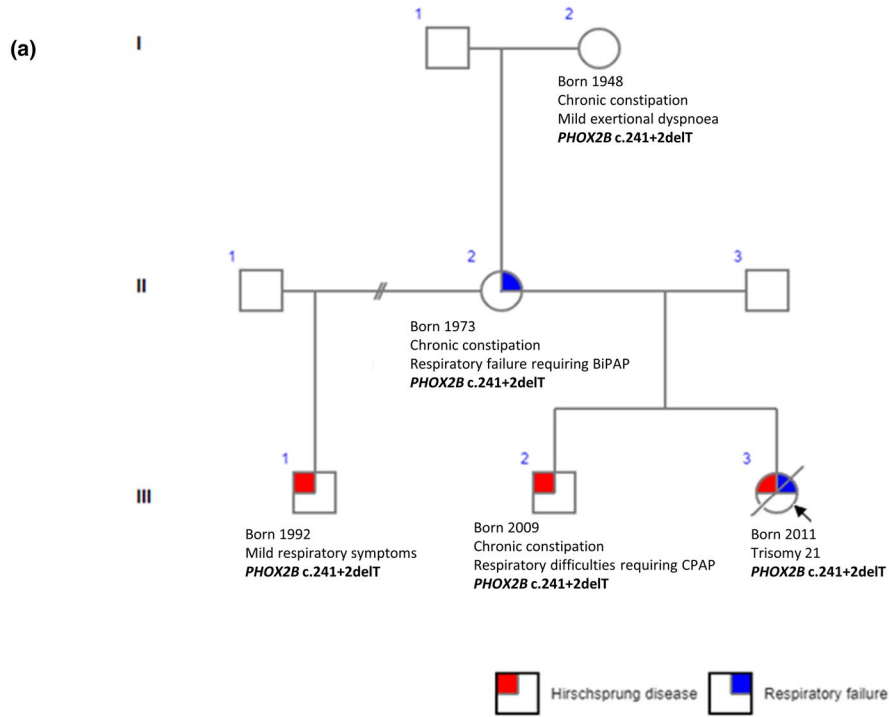 (a)
I
1
2
Born 1948
Chronic constipation
Mild exertional dyspnoea
PHOX2B c.241+2delT
II
1
2
3
Born 1973
Chronic constipation
Respiratory failure requiring BiPAP
PHOX2B c.241+2delT
III
1
2
3
Born 1992
Mild respiratory symptoms
PHOX2B c.241+2delT
Born 2009
Chronic constipation
Respiratory difficulties requiring CPAP
PHOX2B c.241+2delT
Born 2011
Trisomy 21
PHOX2B c.241+2delT
Hirschsprung disease
Respiratory failure